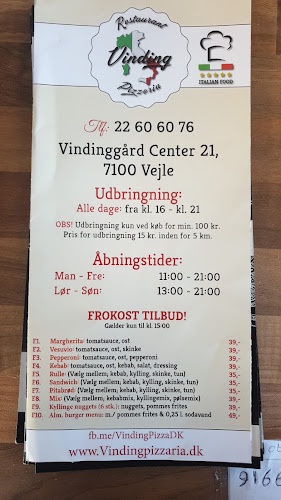 Restaurant
Vinding
Pizzeria
ITALIAN FOOD
Tlf: 22 60 60 76
Vindinggård Center 21,
7100 Vejle
Udbringning:
Alle dage: fra kl. 16 - kl. 21
OBS! Udbringning kun ved køb for min. 100 kr.
Pris for udbringning 15 kr. inden for 5 km.
Åbningstider:
Man - Fre: 11:00 - 21:00
Lør - Søn: 13:00 - 21:00
FROKOST TILBUD!
Gælder kun til kl. 15:00
F1. Margherita: tomatsauce, ost 39,-
F2. Vesuvio: tomatsauce, ost, skinke 39,-
F3. Pepperoni: tomatsauce, ost, pepperoni 39,-
F4. Kebab: tomatsauce, ost, kebab, salat, dressing 39,-
F5. Rulle: (Vælg mellem; kebab, kylling, skinke, tun) 39,-
F6. Sandwich: (Vælg mellem; kebab, kylling, skinke, tun) 39,-
F7. Pitabrød: (Vælg mellem; kebab, kylling, skinke, tun) 29,-
F8. Mix (Vælg mellem, kebabmix, kyllingemix, pølsemix) 39,-
F9. Kyllinge nuggets (6 stk.): nuggets, pommes frites 39,-
F10. Alm. burger menu: m./ pommes frites & 0,25 l. sodavand 49,-
fb.me/VindingPizzaDK
www.Vindingpizzaria.dk
9166